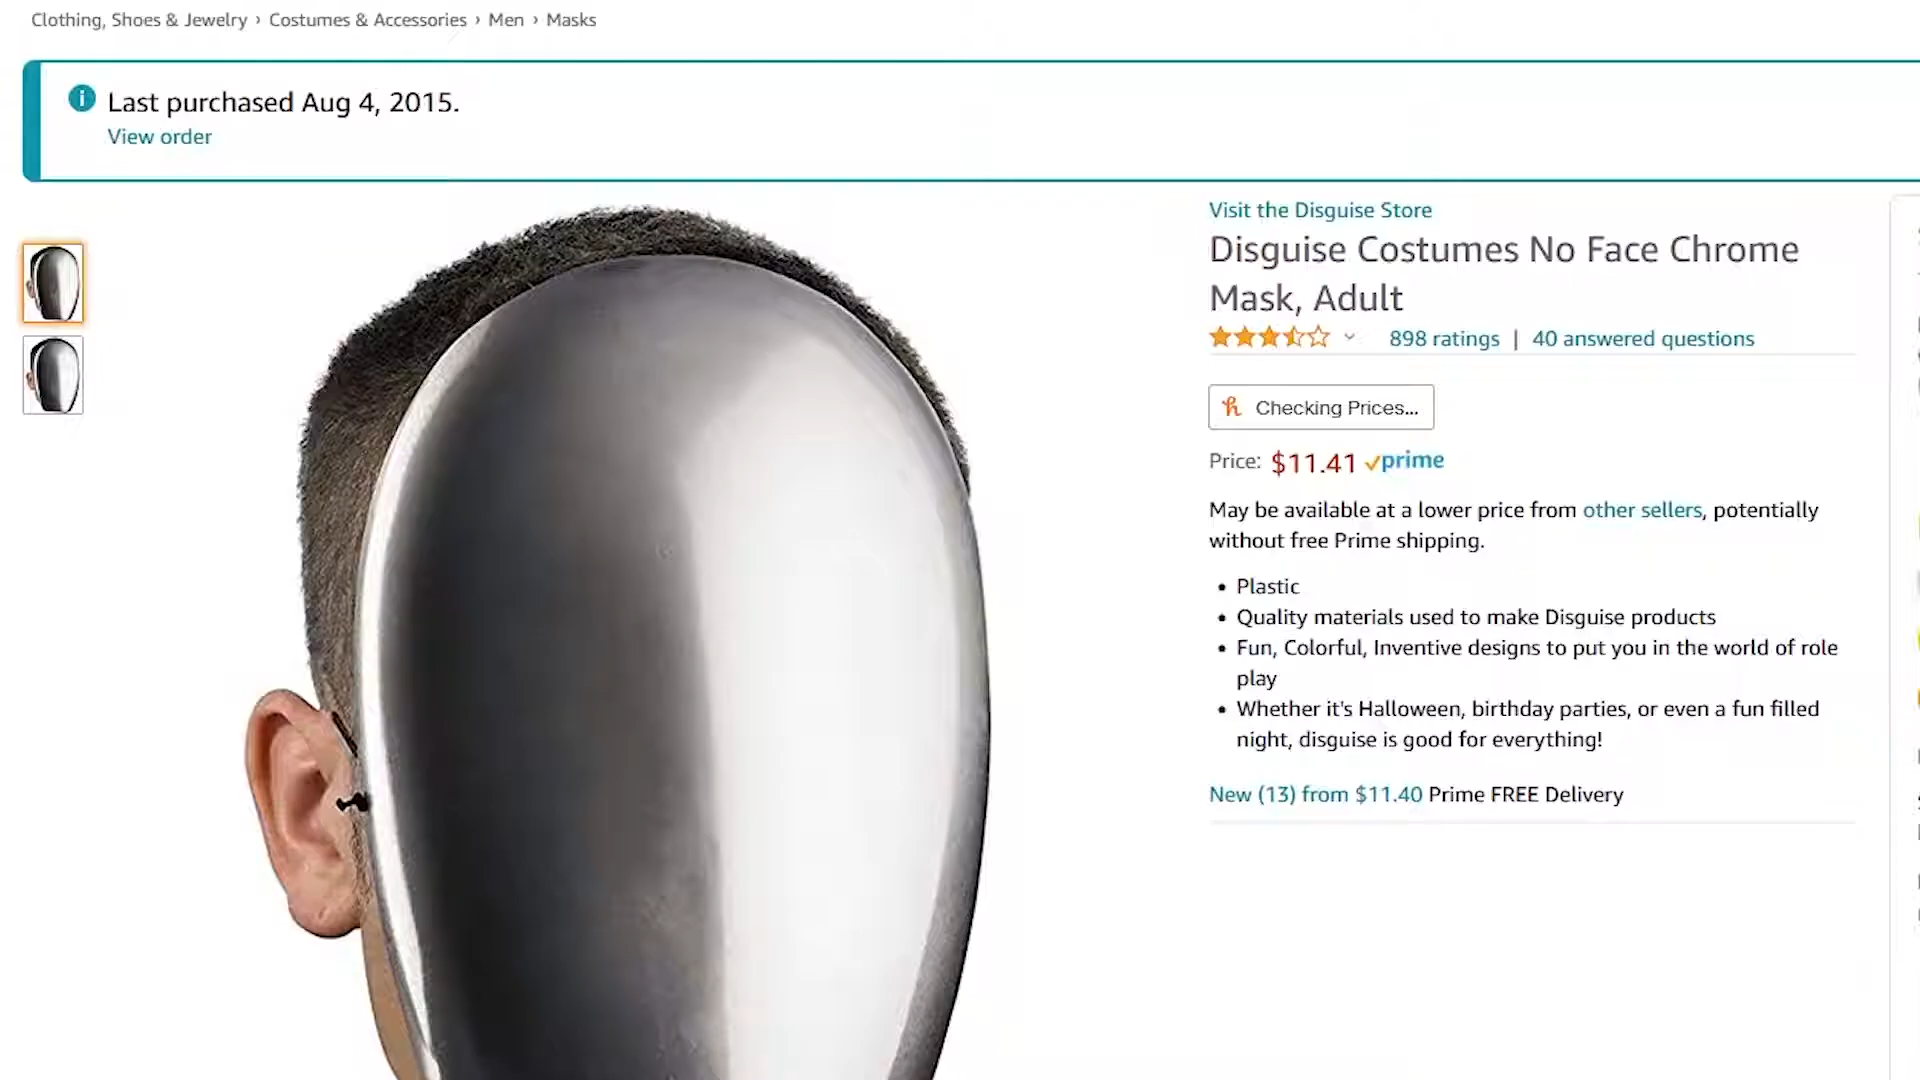 Clothing, Shoes & Jewelry › Costumes & Accessories › Men › Masks
Last purchased Aug 4, 2015.
View order
Visit the Disguise Store
Disguise Costumes No Face Chrome
Mask, Adult
898 ratings | 40 answered questions
Checking Prices...
Price: $11.41 prime
May be available at a lower price from other sellers, potentially
without free Prime shipping.
• Plastic
• Quality materials used to make Disguise products
• Fun, Colorful, Inventive designs to put you in the world of role
play
• Whether it's Halloween, birthday parties, or even a fun filled
night, disguise is good for everything!
New (13) from $11.40 Prime FREE Delivery